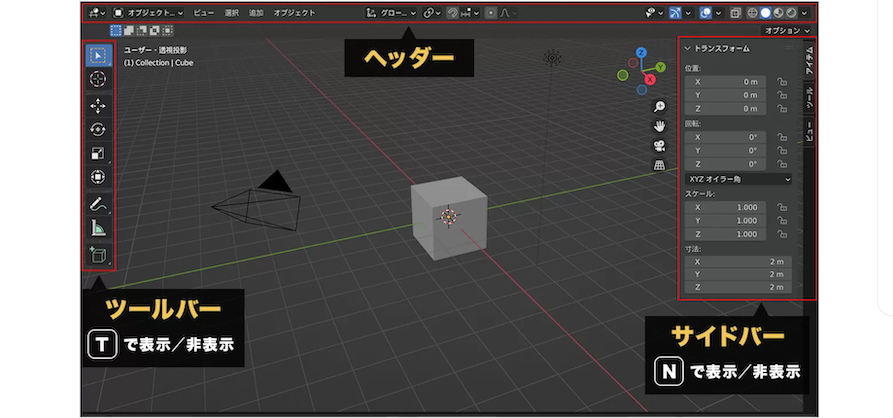 オブジェクト.. ビュー 選択 追加 オブジェクト グロー..
オプション
ユーザー・透視投影
(1) Collection | Cube
ヘッダー
Z
Y
X
トランスフォーム
位置:
X 0 m
Y 0 m
Z 0 m
回転:
X 0°
Y 0°
Z 0°
XYZ オイラー角
スケール:
X 1.000
Y 1.000
Z 1.000
寸法:
X 2 m
Y 2 m
Z 2 m
アイテム
ツール
ビュー
ツールバー
T で表示／非表示
サイドバー
N で表示／非表示